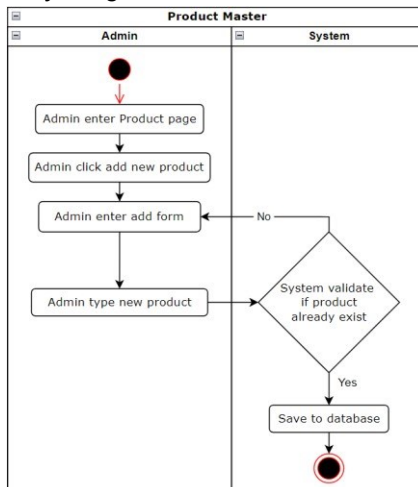 Product Master
Admin
System
Admin enter Product page
Admin click add new product
Admin enter add form
No
Admin type new product
System validate
if product
already exist
Yes
Save to database